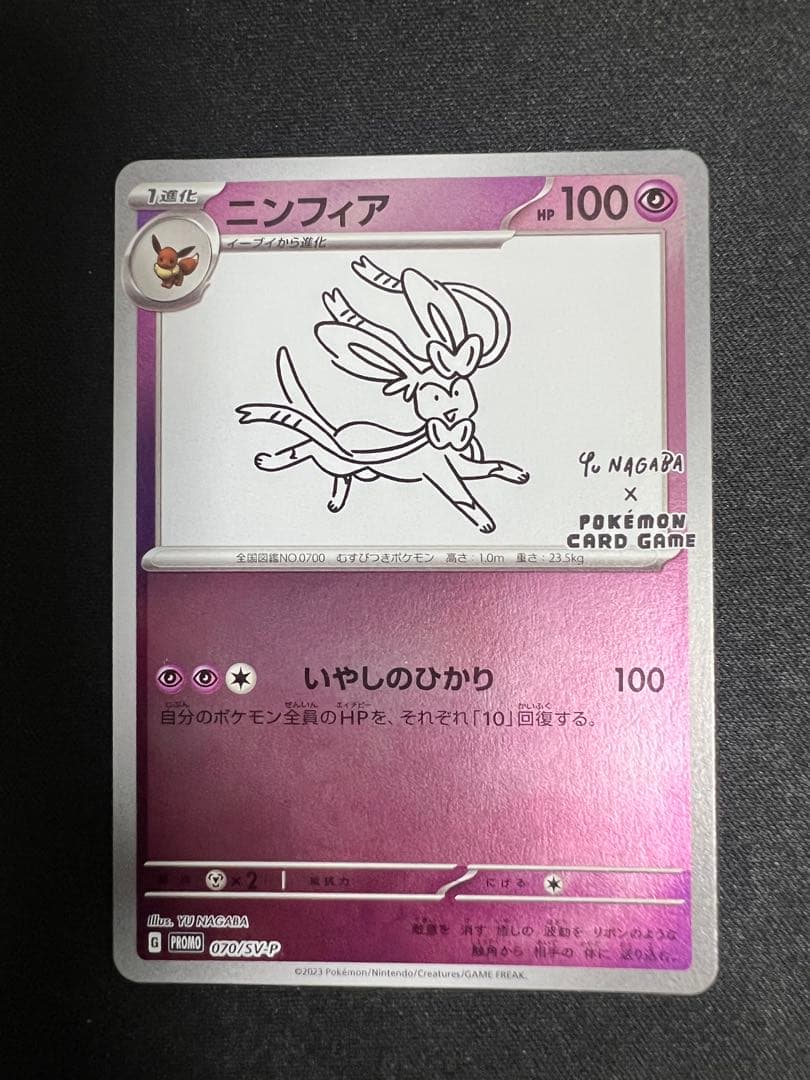 1進化
ニンフィア
HP 100
イーブイから進化
Yu NAGABA
×
POKÉMON
CARD GAME
全国図鑑NO.0700 むすびつきポケモン 高さ：1.0m 重さ：23.5kg
いやしのひかり 100
自分のポケモン全員のHPを、それぞれ「10」回復する。
弱点 ×2 抵抗力 にげる
Illus. YU NAGABA
G PROMO 070/SV-P
敵意を 消す 癒しの 波動を リボンのような
触角から 相手の 体に 送り込む。
©2023 Pokémon/Nintendo/Creatures/GAME FREAK.